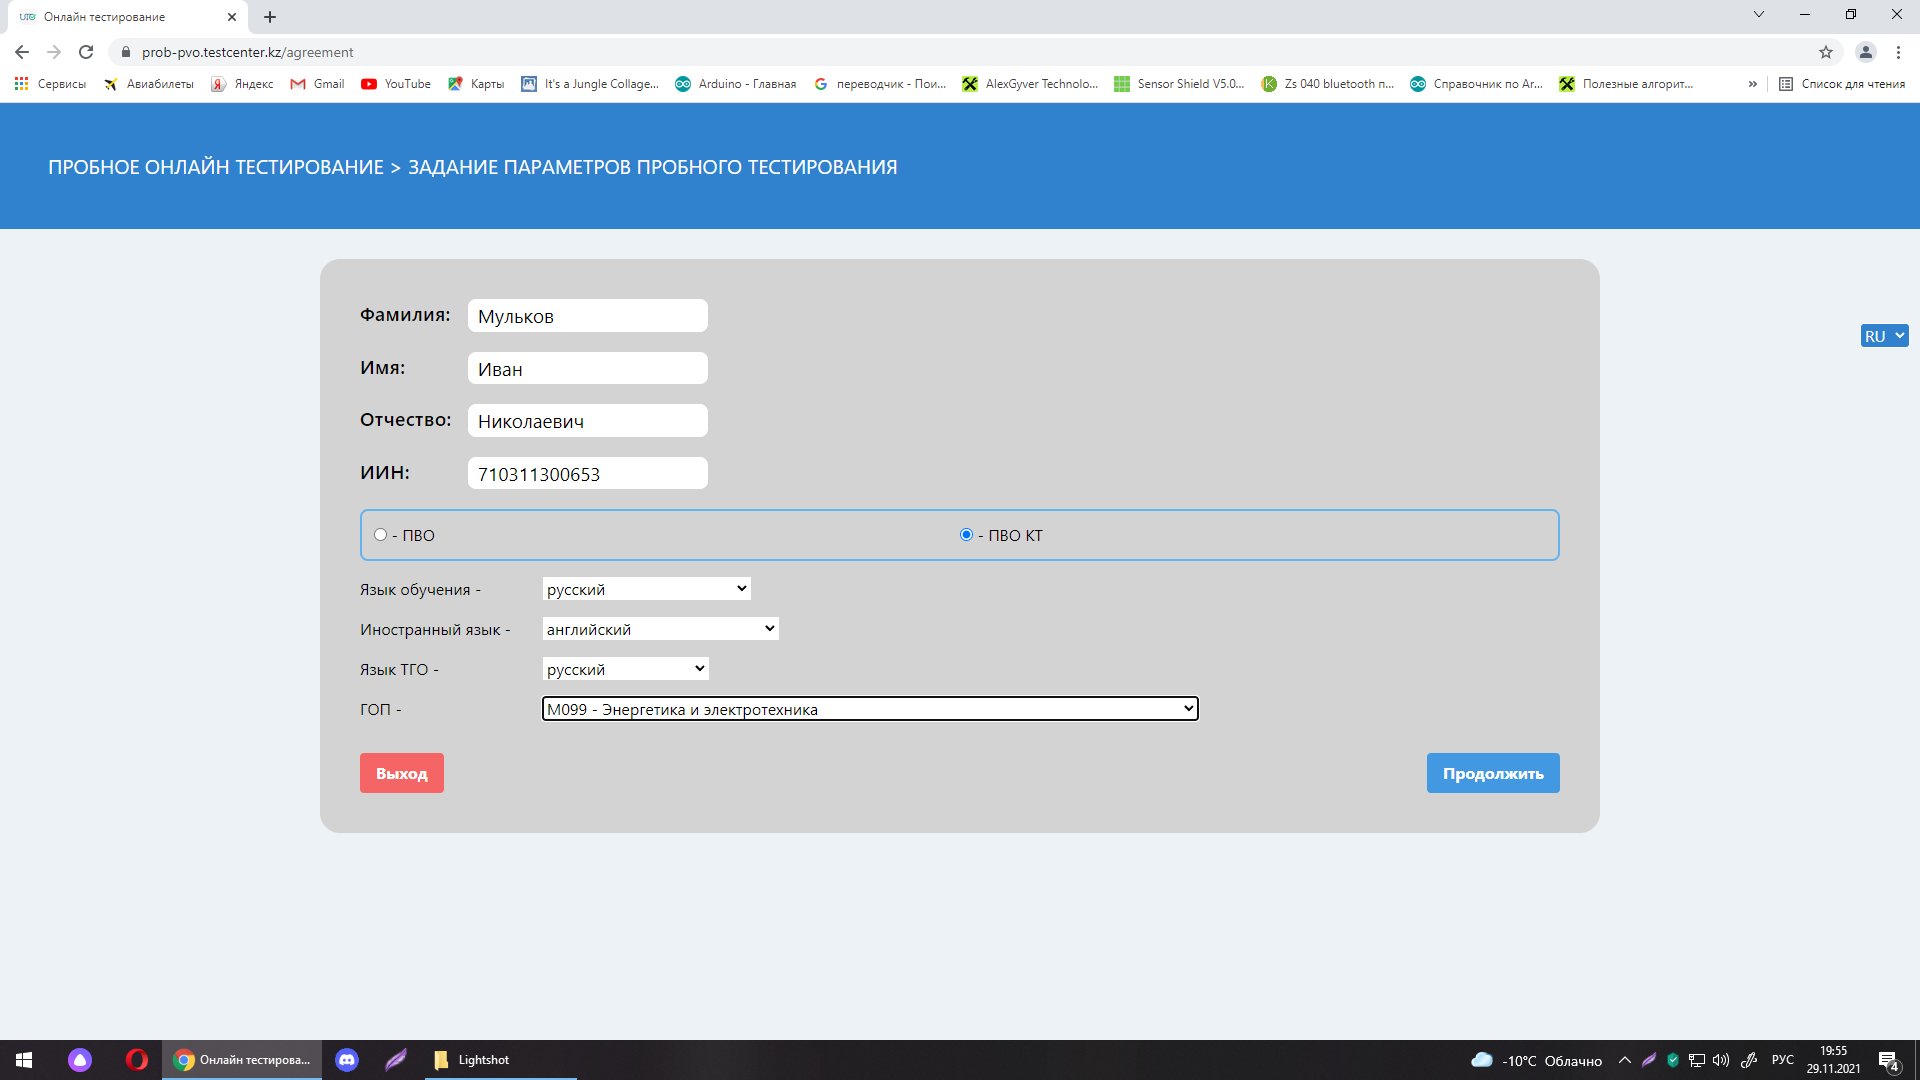 Онлайн тестирование
prob-pvo.testcenter.kz/agreement
Сервисы Авиабилеты Яндекс Gmail YouTube Карты It's a Jungle Collage... Arduino - Главная переводчик - Пои... AlexGyver Technolo... Sensor Shield V5.0... Zs 040 bluetooth п... Справочник по Ar... Полезные алгорит... » Список для чтения
ПРОБНОЕ ОНЛАЙН ТЕСТИРОВАНИЕ > ЗАДАНИЕ ПАРАМЕТРОВ ПРОБНОГО ТЕСТИРОВАНИЯ
Фамилия: Мульков
RU
Имя: Иван
Отчество: Николаевич
ИИН: 710311300653
- ПВО - ПВО КТ
Язык обучения - русский
Иностранный язык - английский
Язык ТГО - русский
ГОП - М099 - Энергетика и электротехника
Выход Продолжить
Онлайн тестирова... Lightshot -10°C Облачно РУС 19:55
29.11.2021 4